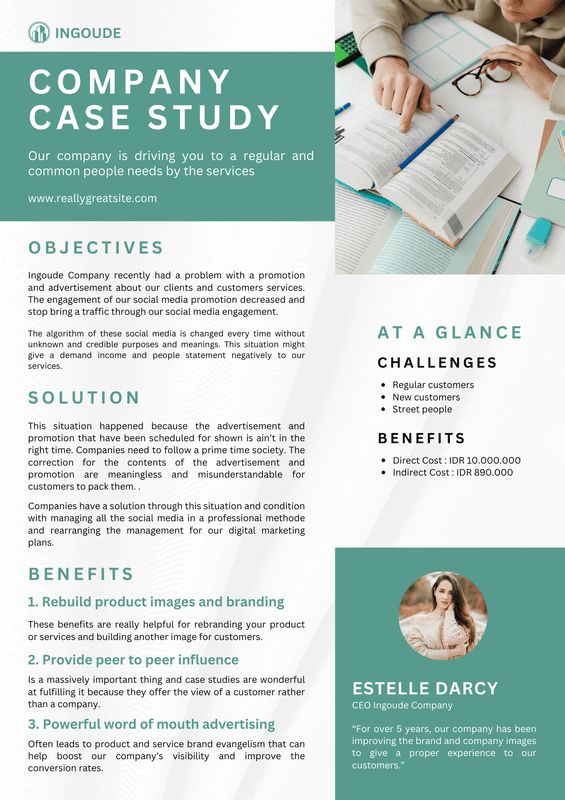 INGOUDE
COMPANY
CASE STUDY
Our company is driving you to a regular and
common people needs by the services
www.reallygreatsite.com
OBJECTIVES
Ingoude Company recently had a problem with a promotion
and advertisement about our clients and customers services.
The engagement of our social media promotion decreased and
stop bring a traffic through our social media engagement.
The algorithm of these social media is changed every time without
unknown and credible purposes and meanings. This situation might
give a demand income and people statement negatively to our
services.
SOLUTION
This situation happened because the advertisement and
promotion that have been scheduled for shown is ain't in the
right time. Companies need to follow a prime time society. The
correction for the contents of the advertisement and
promotion are meaningless and misunderstandable for
customers to pack them. .
Companies have a solution through this situation and condition
with managing all the social media in a professional methode
and rearranging the management for our digital marketing
plans.
BENEFITS
1. Rebuild product images and branding
These benefits are really helpful for rebranding your product
or services and building another image for customers.
2. Provide peer to peer influence
Is a massively important thing and case studies are wonderful
at fulfilling it because they offer the view of a customer rather
than a company.
3. Powerful word of mouth advertising
Often leads to product and service brand evangelism that can
help boost our company's visibility and improve the
conversion rates.
AT A GLANCE
CHALLENGES
• Regular customers
• New customers
• Street people
BENEFITS
• Direct Cost : IDR 10.000.000
• Indirect Cost : IDR 890.000
ESTELLE DARCY
CEO Ingoude Company
“For over 5 years, our company has been
improving the brand and company images
to give a proper experience to our
customers.”